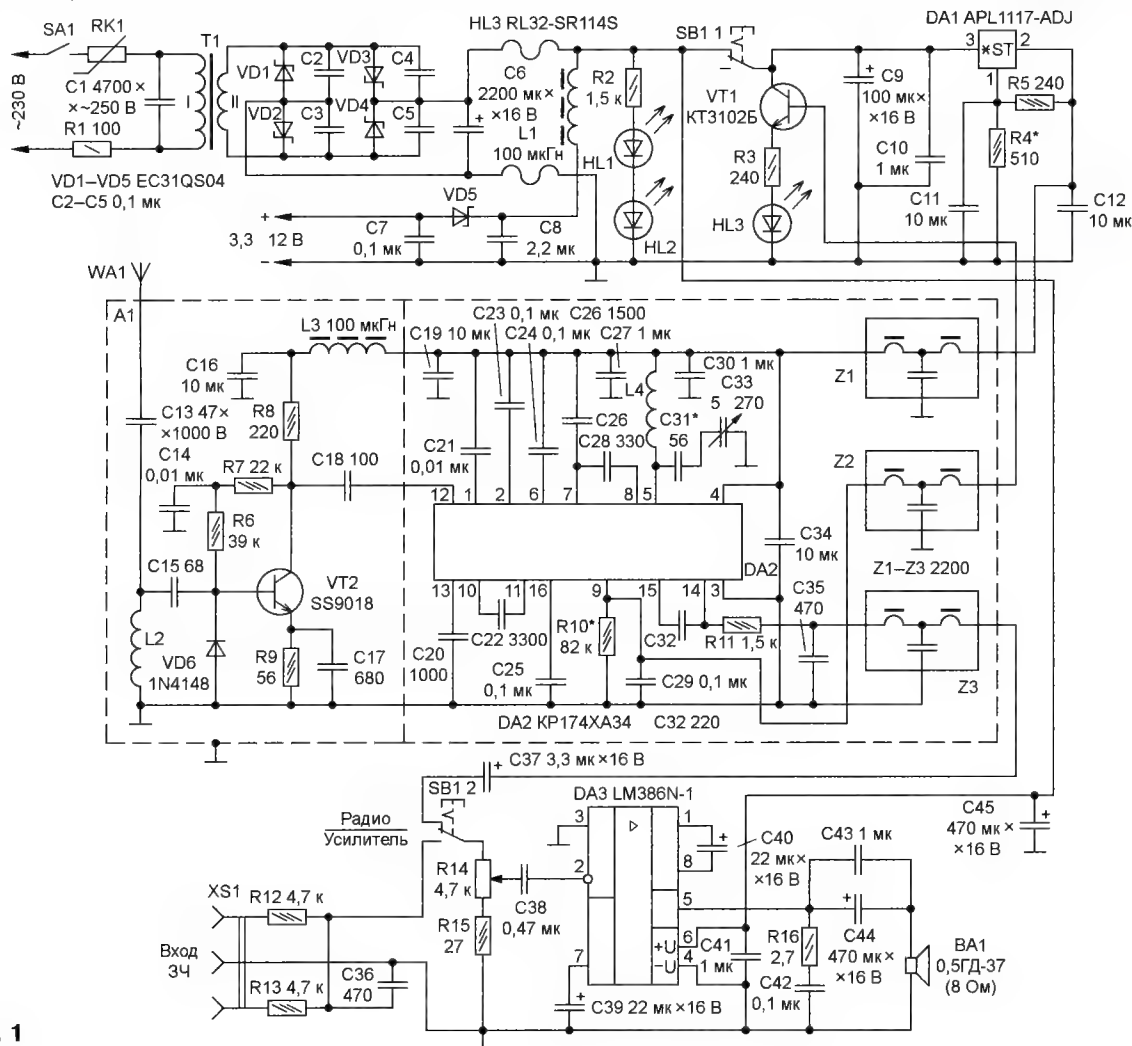 HL3 RL32-SR114S
DA1 APL1117-ADJ
SA1
RK1
T1
SB1 1
3
*ST
2
1
C1 4700 ×
×~250 В
~230 В
R1 100
I
II
VD1
C2
VD3
C4
VD2
C3
VD4
C5
C6
2200 мк×
×16 В
L1
100 мкГн
R2
1,5 к
HL1
HL2
VT1
КТ3102Б
R3
240
HL3
+
C9
100 мк×
×16 В
C10
1 мк
R5 240
R4*
510
C11
10 мк
C12
10 мк
VD1–VD5 EC31QS04
C2–C5 0,1 мк
VD5
+
3,3 12 В
–
C7
0,1 мк
C8
2,2 мк
WA1
A1
L3 100 мкГн
C16
10 мк
C13 47×
×1000 В
C14
0,01 мк
R8
220
R7 22 к
C18 100
R6
39 к
C15 68
VT2
SS9018
L2
VD6
1N4148
R9
56
C17
680
C23 0,1 мк
C26 1500
C19 10 мк
C24 0,1 мк
C27 1 мк
C30 1 мк
C21
0,01 мк
C26
C28 330
L4
C31*
56
C33
5 270
12
1
2
6
7
8
5
4
DA2
C34
10 мк
13
10
11
16
9
15
14
3
C20
1000
C22 3300
C25
0,1 мк
R10*
82 к
C32
R11 1,5 к
C29 0,1 мк
C35
470
DA2 КР174ХА34
C32 220
Z1
Z2
Z1–Z3 2200
Z3
C37 3,3 мк×16 В
+
SB1 2
Радио
Усилитель
DA3 LM386N-1
3
2
7
1
8
5
6
4
+U
–U
R14
4,7 к
R15
27
C38
0,47 мк
C39 22 мк×16 В
+
C40
22 мк×
×16 В
C41
1 мк
C43 1 мк
C44
470 мк×
×16 В
R16
2,7
C42
0,1 мк
C45
470 мк×
×16 В
BA1
0,5ГД-37
(8 Ом)
XS1
R12 4,7 к
Вход
ЗЧ
R13 4,7 к
C36
470
1